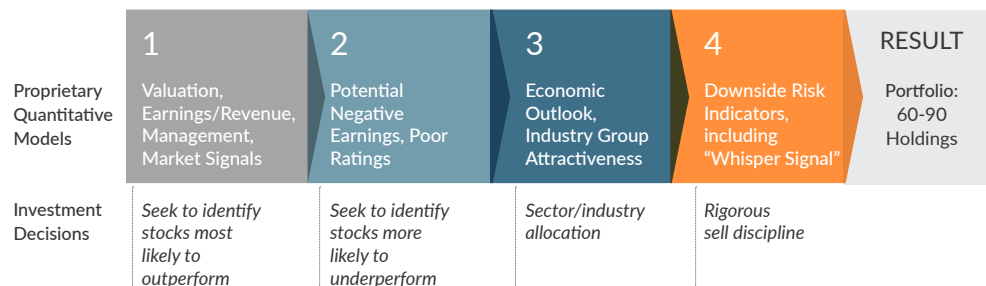 Proprietary
Quantitative
Models
1
Valuation,
Earnings/Revenue,
Management,
Market Signals
2
Potential
Negative
Earnings, Poor
Ratings
3
Economic
Outlook,
Industry Group
Attractiveness
4
Downside Risk
Indicators,
including
“Whisper Signal”
RESULT
Portfolio:
60-90
Holdings
Investment
Decisions
Seek to identify
stocks most
likely to
outperform
Seek to identify
stocks more
likely to
underperform
Sector/industry
allocation
Rigorous
sell discipline